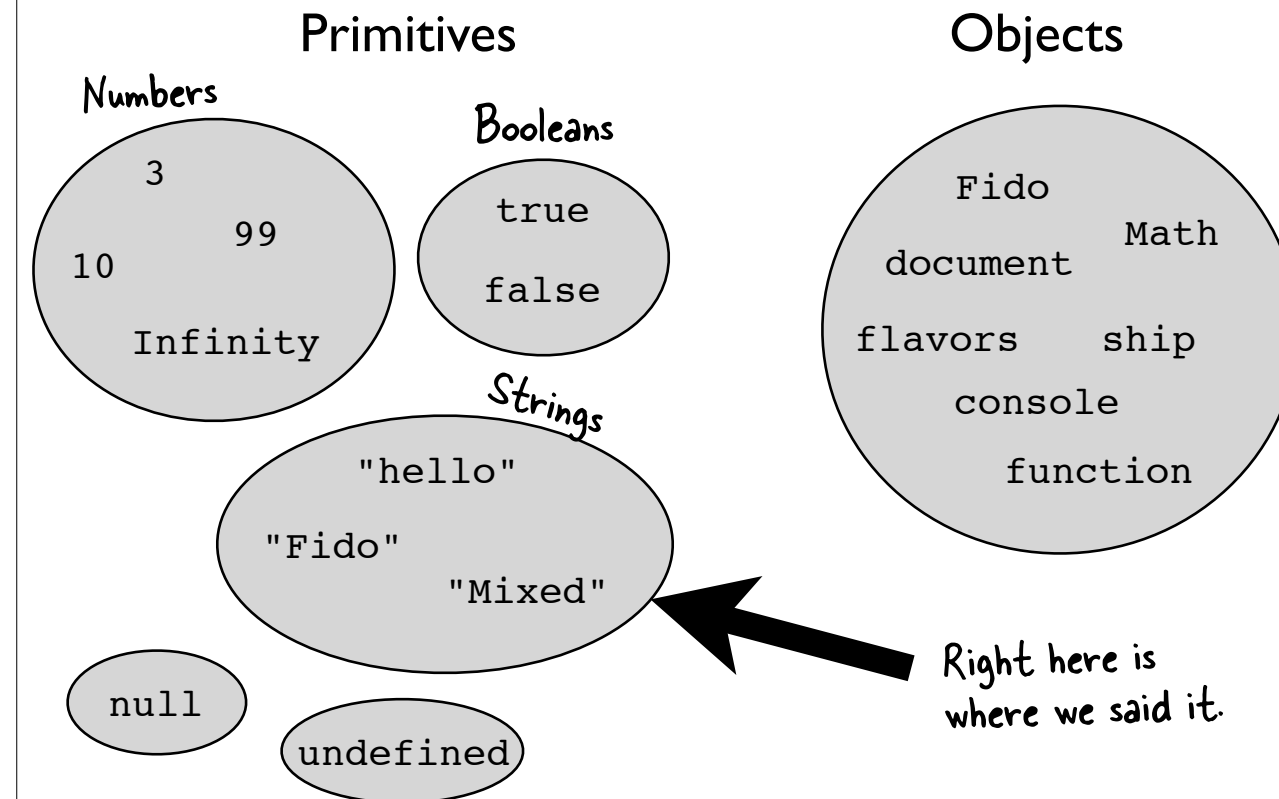 Primitives
Objects
Numbers
3
99
10
Infinity
Booleans
true
false
Strings
"hello"
"Fido"
"Mixed"
null
undefined
Fido
Math
document
flavors ship
console
function
Right here is
where we said it.